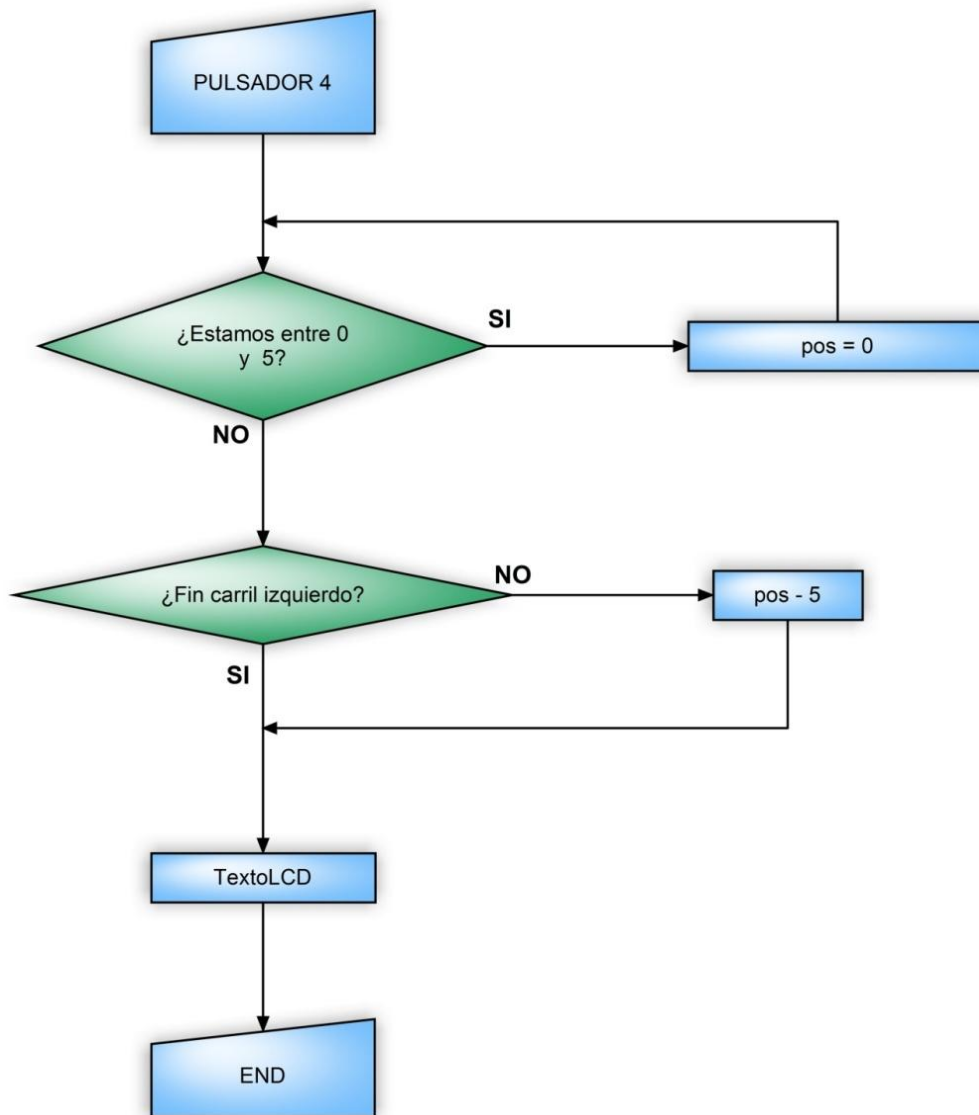 PULSADOR 4
¿Estamos entre 0
y 5?
SI
pos = 0
NO
¿Fin carril izquierdo?
NO
pos - 5
SI
TextoLCD
END